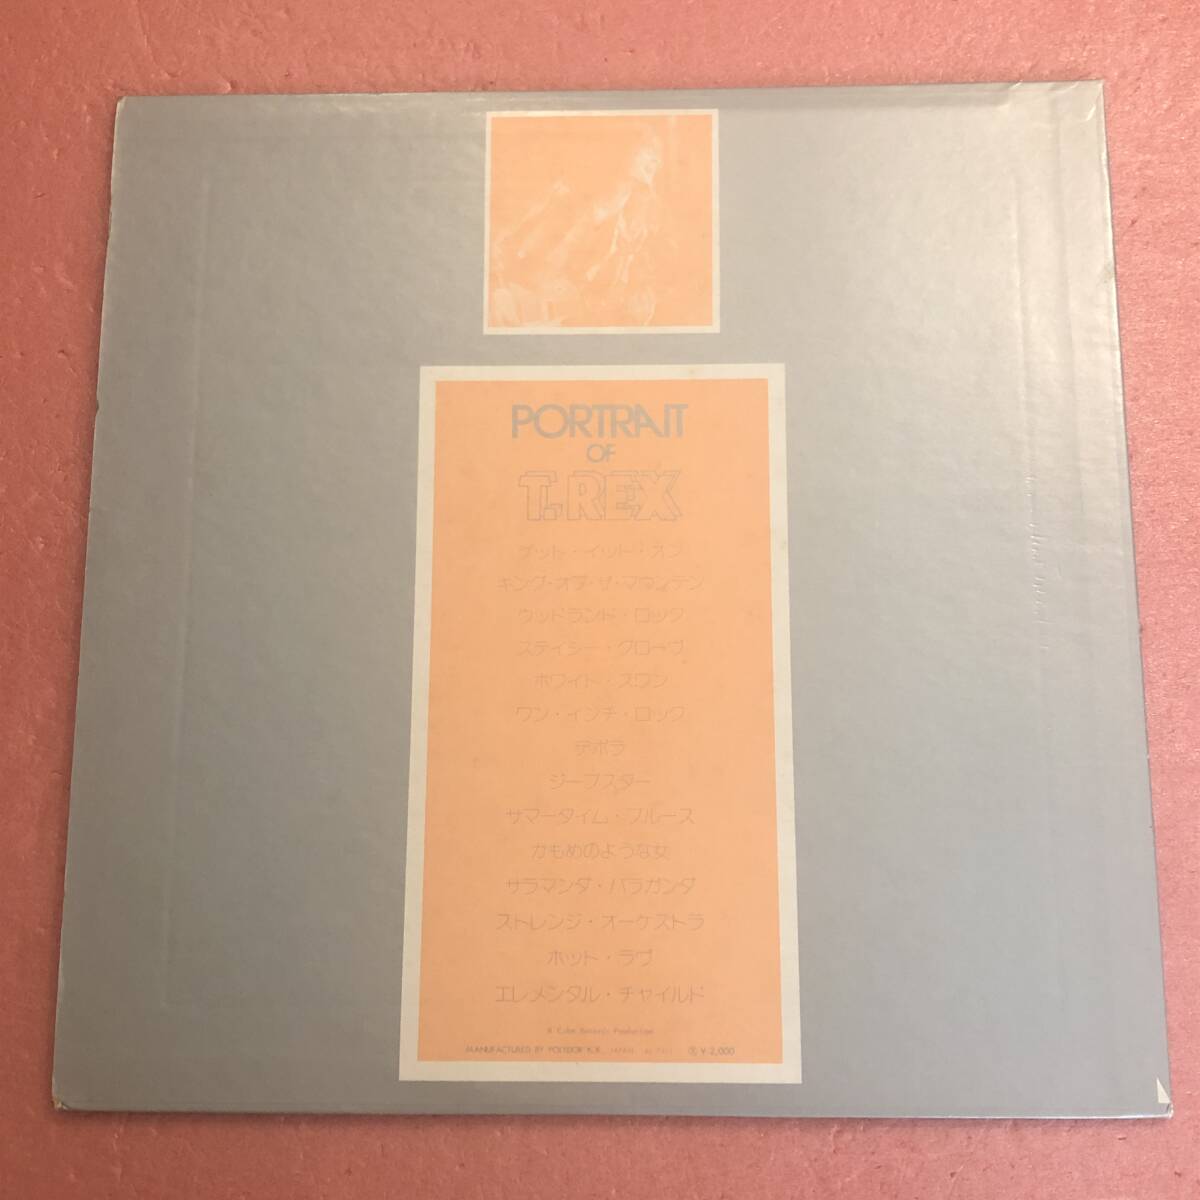 PORTRAIT
OF
T.REX
ゲット・イット・オン
キング・オブ・ザ・マウンテン
ウッドランド・ロック
ステイシー・グローヴ
ホワイト・スワン
ワン・インチ・ロック
デボラ
ジープスター
サマータイム・ブルース
かもめのような女
サラマンダ・パラガンダ
ストレンジ・オーケストラ
ホット・ラヴ
エレメンタル・チャイルド
A Cube Records Production
MANUFACTURED BY POLYDOR K.K., JAPAN ¥2,000